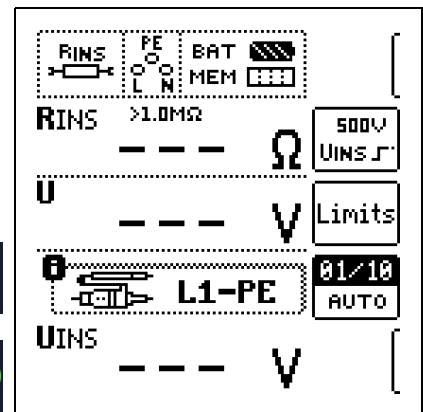 RINS PE BAT
L N MEM
RINS >1.0MΩ
--- Ω
500V
UINS
U
--- V
Limits
L1-PE
01/10
AUTO
UINS
--- V